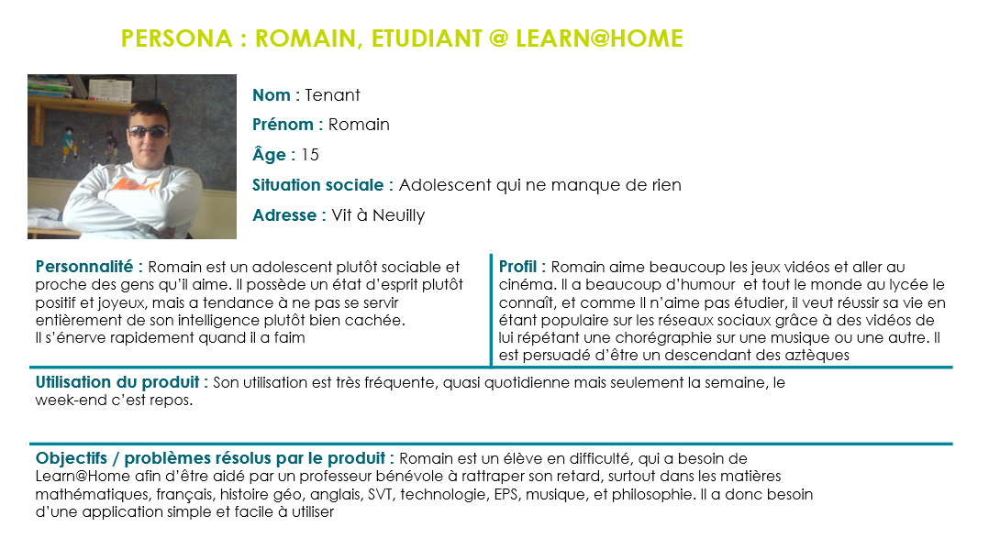 PERSONA : ROMAIN, ETUDIANT @ LEARN@HOME
Nom : Tenant
Prénom : Romain
Âge : 15
Situation sociale : Adolescent qui ne manque de rien
Adresse : Vit à Neuilly
Personnalité : Romain est un adolescent plutôt sociable et
proche des gens qu’il aime. Il possède un état d’esprit plutôt
positif et joyeux, mais a tendance à ne pas se servir
entièrement de son intelligence plutôt bien cachée.
Il s’énerve rapidement quand il a faim
Profil : Romain aime beaucoup les jeux vidéos et aller au
cinéma. Il a beaucoup d’humour  et tout le monde au lycée le
connaît, et comme Il n’aime pas étudier, il veut réussir sa vie en
étant populaire sur les réseaux sociaux grâce à des vidéos de
lui répétant une chorégraphie sur une musique ou une autre. Il
est persuadé d’être un descendant des aztèques
Utilisation du produit : Son utilisation est très fréquente, quasi quotidienne mais seulement la semaine, le
week-end c’est repos.
Objectifs / problèmes résolus par le produit : Romain est un élève en difficulté, qui a besoin de
Learn@Home afin d’être aidé par un professeur bénévole à rattraper son retard, surtout dans les matières
mathématiques, français, histoire géo, anglais, SVT, technologie, EPS, musique, et philosophie. Il a donc besoin
d’une application simple et facile à utiliser